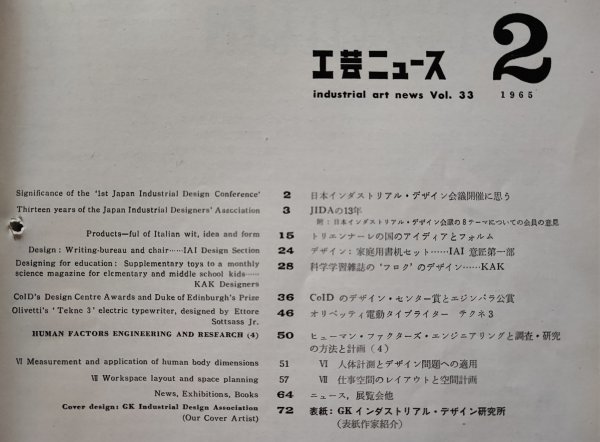 工芸ニュース 2
industrial art news Vol. 33 1965
Significance of the '1st Japan Industrial Design Conference' 2 日本インダストリアル・デザイン会議開催に思う
Thirteen years of the Japan Industrial Designers' Association 3 JIDAの13年
附：日本インダストリアル・デザイン会議の8テーマについての会員の意見
Products—ful of Italian wit, idea and form 15 トリエンナーレの国のアイディアとフォルム
Design : Writing-bureau and chair……IAI Design Section 24 デザイン：家庭用書机セット……IAI 意匠第一部
Designing for education: Supplementary toys to a monthly 28 科学学習雑誌の‘フロク’のデザイン……KAK
science magazine for elementary and middle school kids……
KAK Designers
CoID's Design Centre Awards and Duke of Edinburgh's Prize 36 CoID のデザイン・センター賞とエジンバラ公賞
Olivetti's 'Tekne 3' electric typewriter, designed by Ettore 46 オリベッティ電動タイプライター テクネ3
Sottsass Jr.
HUMAN FACTORS ENGINEERING AND RESEARCH (4) 50 ヒューマン・ファクターズ・エンジニアリングと調査・研究
の方法と計画（4）
Ⅵ Measurement and application of human body dimensions 51 Ⅵ 人体計測とデザイン問題への適用
Ⅶ Workspace layout and space planning 57 Ⅶ 仕事空間のレイアウトと空間計画
News, Exhibitions, Books 64 ニュース，展覧会他
Cover design: GK Industrial Design Association 72 表紙：GK インダストリアル・デザイン研究所
(Our Cover Artist) （表紙作家紹介）